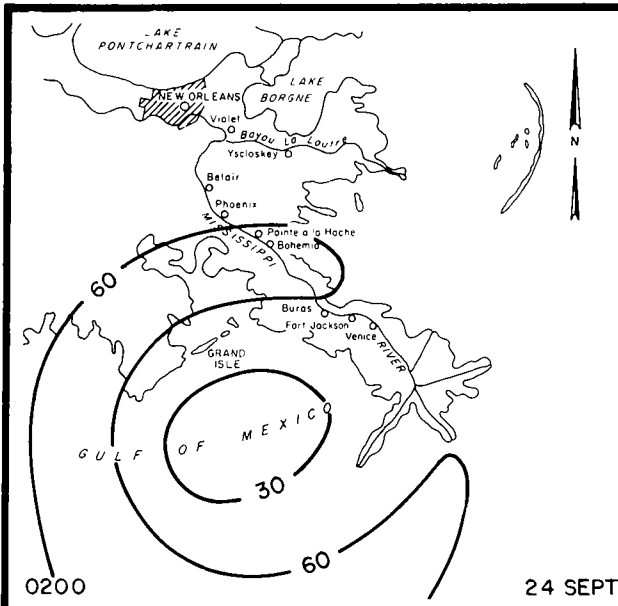 LAKE
PONTCHARTRAIN
NEW ORLEANS
LAKE
BORGNE
Violet
Bayou La Loutre
Yscloskey
N
Belair
Phoenix
MISSISSIPPI
Pointe a la Hache
Bohemia
60
Buras
Fort Jackson
Venice
RIVER
GRAND
ISLE
GULF OF MEXICO
30
60
0200
24 SEPT